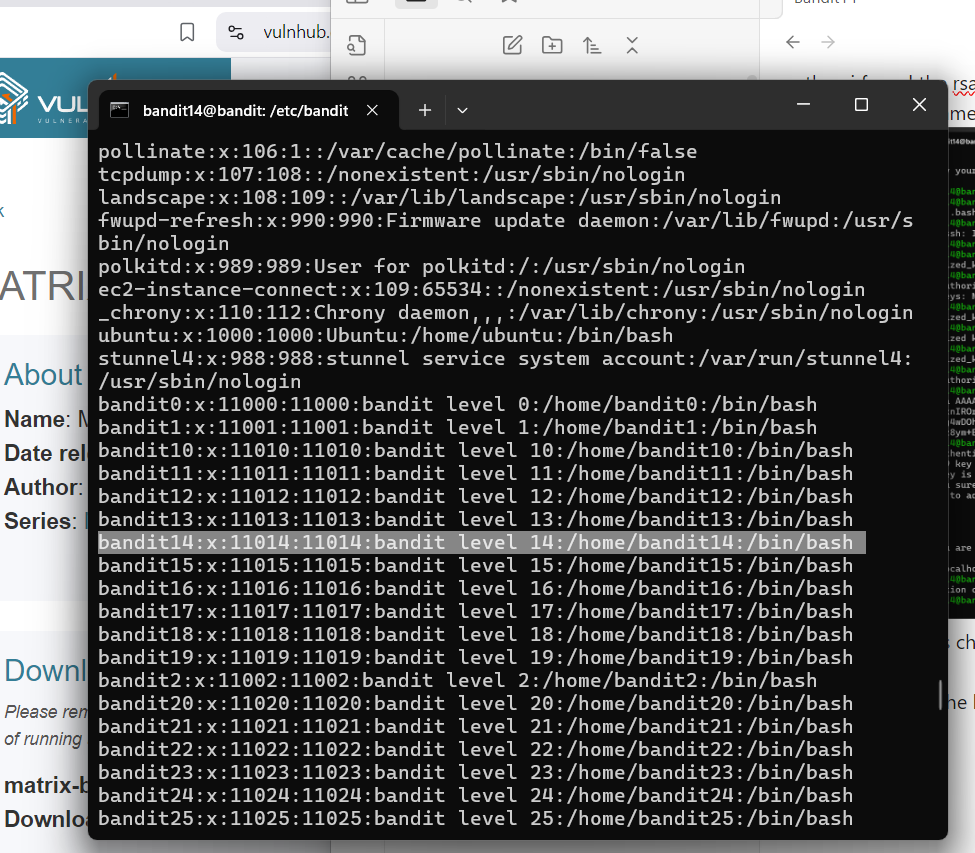 bandit14
vulnhub.
VUL
VULNERA
bandit14@bandit: /etc/bandit
rsa
me
pollinate:x:106:1::/var/cache/pollinate:/bin/false
tcpdump:x:107:108::/nonexistent:/usr/sbin/nologin
landscape:x:108:109::/var/lib/landscape:/usr/sbin/nologin
fwupd-refresh:x:990:990:Firmware update daemon:/var/lib/fwupd:/usr/s
bin/nologin
polkitd:x:989:989:User for polkitd:/:/usr/sbin/nologin
ec2-instance-connect:x:109:65534::/nonexistent:/usr/sbin/nologin
_chrony:x:110:112:Chrony daemon,,,:/var/lib/chrony:/usr/sbin/nologin
ubuntu:x:1000:1000:Ubuntu:/home/ubuntu:/bin/bash
stunnel4:x:988:988:stunnel service system account:/var/run/stunnel4:
/usr/sbin/nologin
bandit0:x:11000:11000:bandit level 0:/home/bandit0:/bin/bash
bandit1:x:11001:11001:bandit level 1:/home/bandit1:/bin/bash
bandit10:x:11010:11010:bandit level 10:/home/bandit10:/bin/bash
bandit11:x:11011:11011:bandit level 11:/home/bandit11:/bin/bash
bandit12:x:11012:11012:bandit level 12:/home/bandit12:/bin/bash
bandit13:x:11013:11013:bandit level 13:/home/bandit13:/bin/bash
bandit14:x:11014:11014:bandit level 14:/home/bandit14:/bin/bash
bandit15:x:11015:11015:bandit level 15:/home/bandit15:/bin/bash
bandit16:x:11016:11016:bandit level 16:/home/bandit16:/bin/bash
bandit17:x:11017:11017:bandit level 17:/home/bandit17:/bin/bash
bandit18:x:11018:11018:bandit level 18:/home/bandit18:/bin/bash
bandit19:x:11019:11019:bandit level 19:/home/bandit19:/bin/bash
bandit2:x:11002:11002:bandit level 2:/home/bandit2:/bin/bash
bandit20:x:11020:11020:bandit level 20:/home/bandit20:/bin/bash
bandit21:x:11021:11021:bandit level 21:/home/bandit21:/bin/bash
bandit22:x:11022:11022:bandit level 22:/home/bandit22:/bin/bash
bandit23:x:11023:11023:bandit level 23:/home/bandit23:/bin/bash
bandit24:x:11024:11024:bandit level 24:/home/bandit24:/bin/bash
bandit25:x:11025:11025:bandit level 25:/home/bandit25:/bin/bash
ATRI
About
Name: M
Date rel
Author:
Series:
Downl
Please rem
of running
matrix-b
Downloa